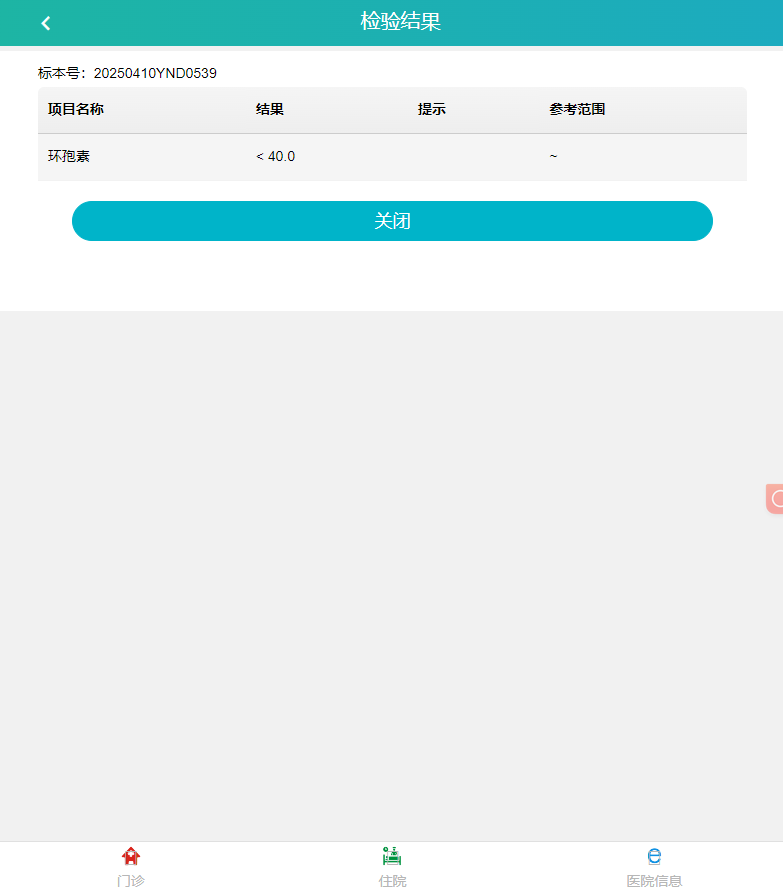 检验结果
标本号：20250410YND0539
项目名称 结果 提示 参考范围
环孢素 < 40.0 ~
关闭
门诊 住院 医院信息